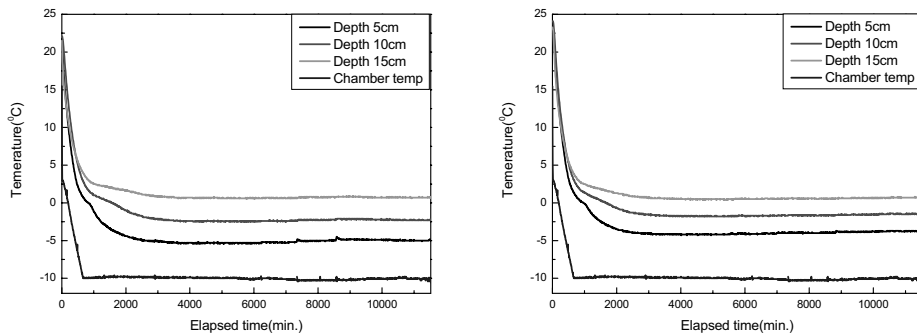 25
20
15
10
5
0
-5
-10
Temerature(⁰C)
0 2000 4000 6000 8000 10000
Elapsed time(min.)
Depth 5cm
Depth 10cm
Depth 15cm
Chamber temp
25
20
15
10
5
0
-5
-10
Temerature(⁰C)
0 2000 4000 6000 8000 10000
Elapsed time(min.)
Depth 5cm
Depth 10cm
Depth 15cm
Chamber temp